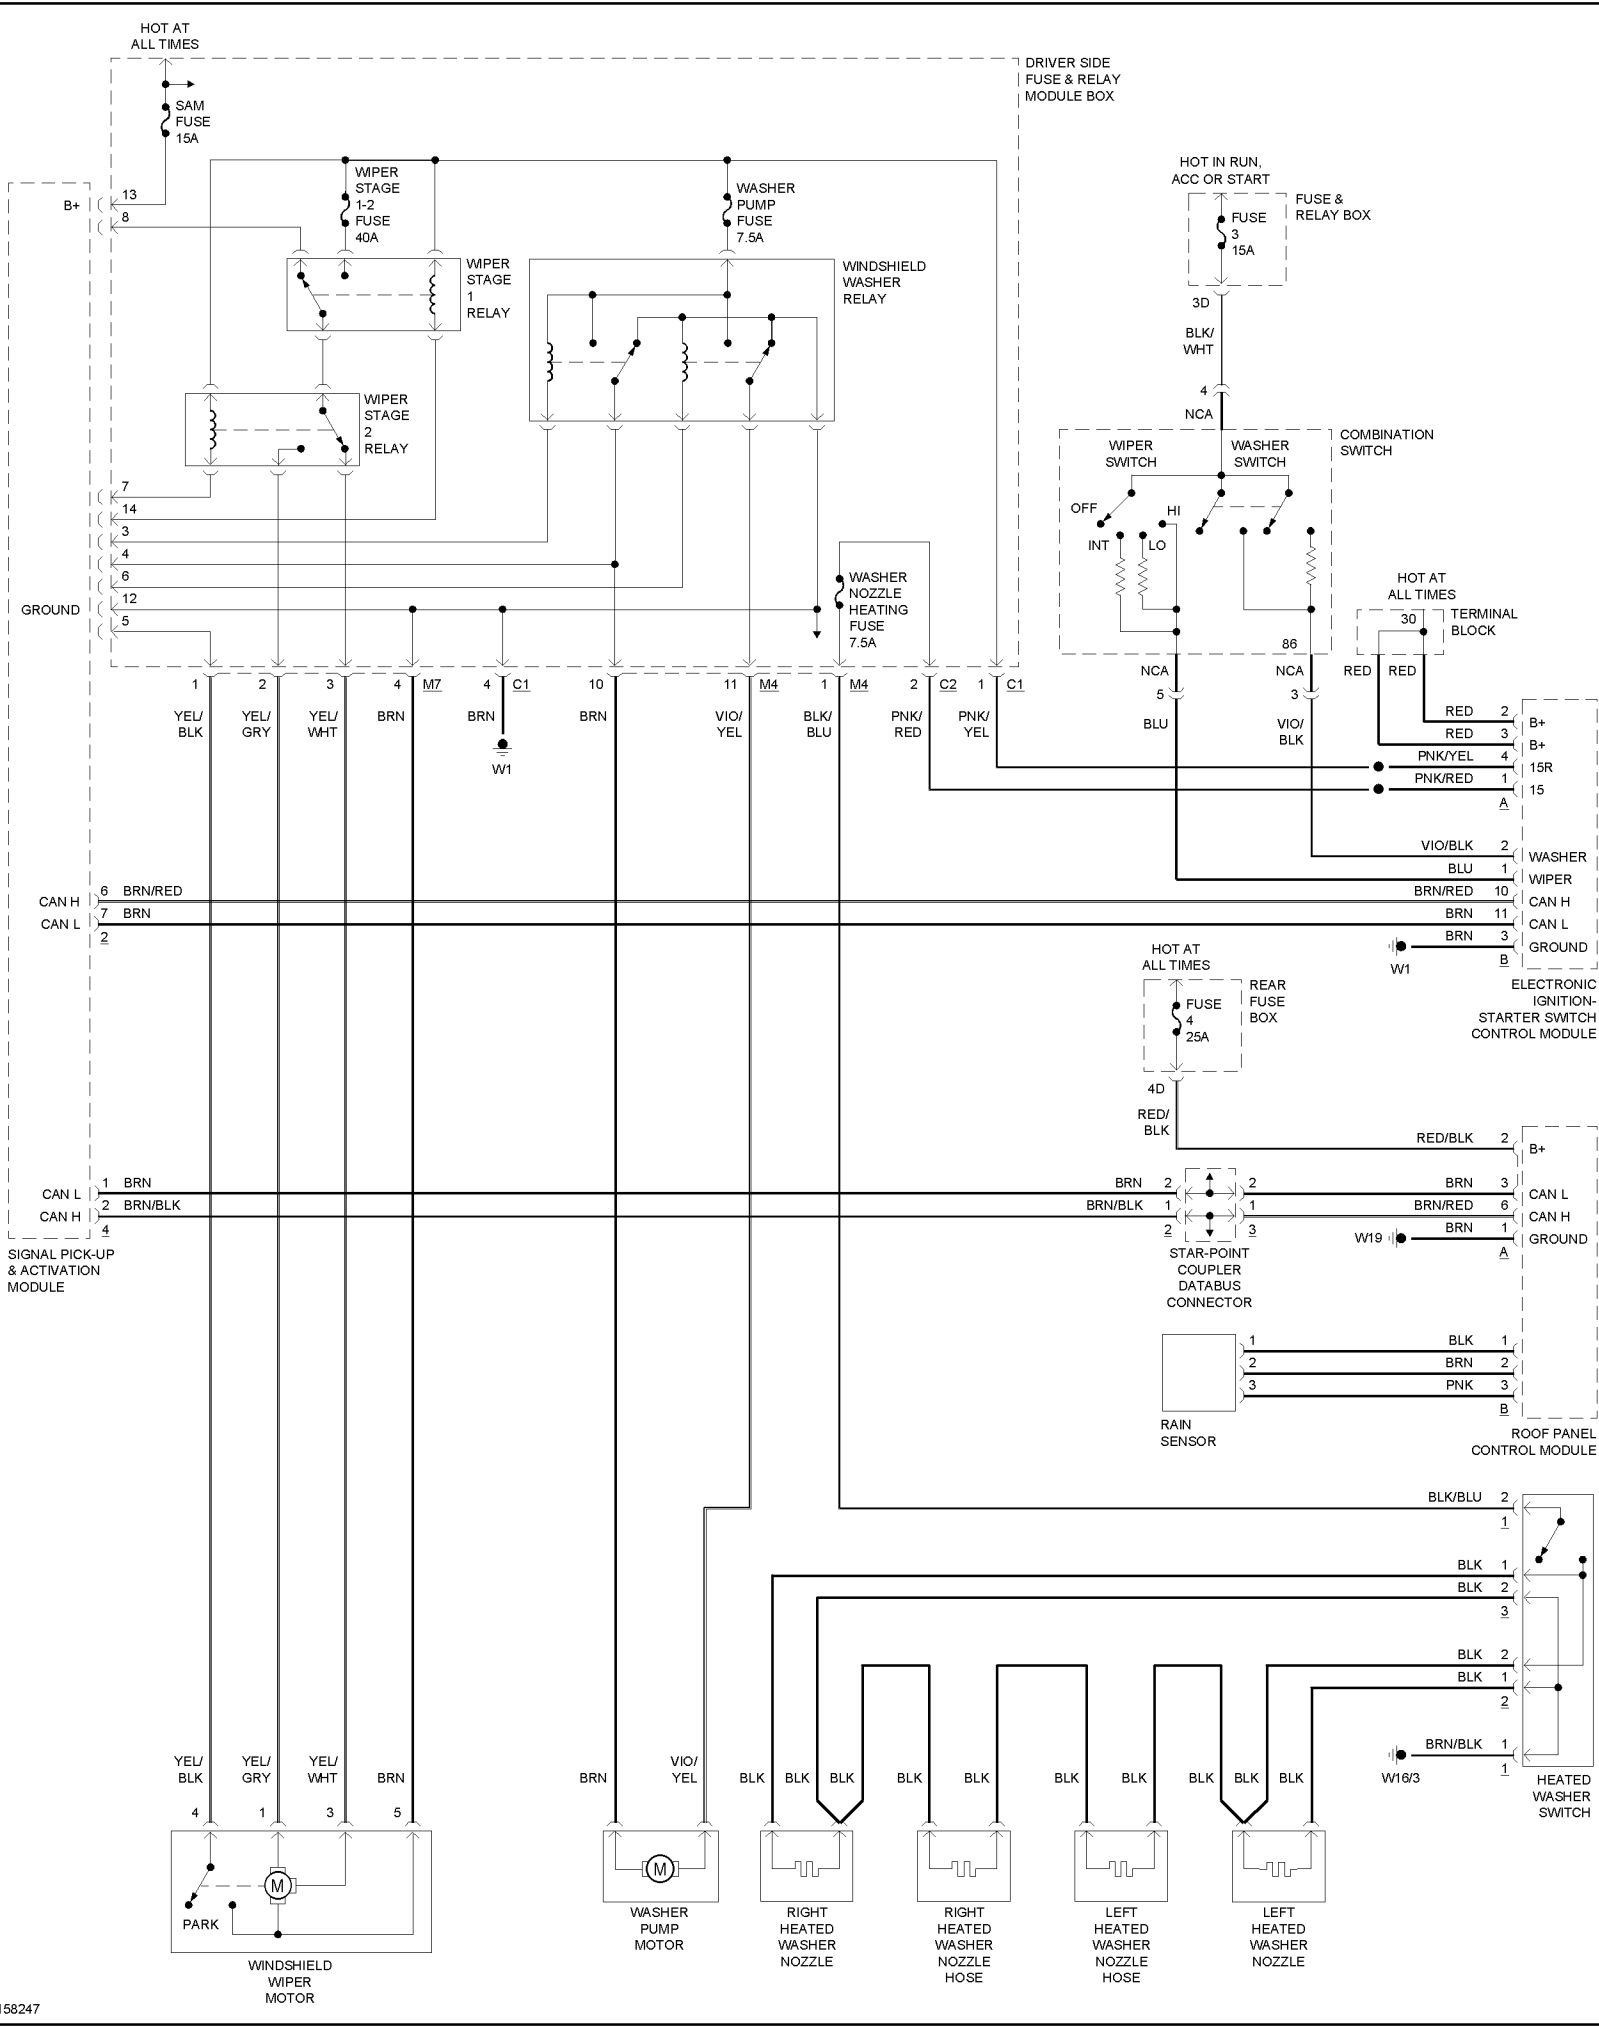 HOT AT
ALL TIMES
DRIVER SIDE
FUSE & RELAY
MODULE BOX
SAM
FUSE
15A
WIPER
STAGE
1-2
FUSE
40A
WASHER
PUMP
FUSE
7.5A
HOT IN RUN,
ACC OR START
FUSE &
RELAY BOX
FUSE
3
15A
B+
13
8
WIPER
STAGE
1
RELAY
WINDSHIELD
WASHER
RELAY
3D
BLK/
WHT
4
NCA
WIPER
STAGE
2
RELAY
COMBINATION
SWITCH
WIPER
SWITCH
WASHER
SWITCH
OFF
HI
INT
LO
7
14
3
4
6
12
5
GROUND
WASHER
NOZZLE
HEATING
FUSE
7.5A
HOT AT
ALL TIMES
TERMINAL
BLOCK
30
86
NCA
NCA
RED
RED
5
3
BLU
VIO/
BLK
1
2
3
4
M7
4
C1
10
11
M4
1
M4
2
C2
1
C1
YEL/
BLK
YEL/
GRY
YEL/
WHT
BRN
BRN
BRN
VIO/
YEL
BLK/
BLU
PNK/
RED
PNK/
YEL
W1
RED 2 B+
RED 3 B+
PNK/YEL 4 15R
PNK/RED 1 15
A
VIO/BLK 2 WASHER
BLU 1 WIPER
BRN/RED 10 CAN H
BRN 11 CAN L
BRN 3 GROUND
W1
B
ELECTRONIC
IGNITION-
STARTER SWITCH
CONTROL MODULE
CAN H 6 BRN/RED
CAN L 7 BRN
2
HOT AT
ALL TIMES
REAR
FUSE
BOX
FUSE
4
25A
4D
RED/
BLK
RED/BLK 2 B+
CAN L 1 BRN
CAN H 2 BRN/BLK
4
SIGNAL PICK-UP
& ACTIVATION
MODULE
BRN 2
2
BRN 3 CAN L
BRN/BLK 1
1
BRN/RED 6 CAN H
2
3
W19
BRN 1 GROUND
A
STAR-POINT
COUPLER
DATABUS
CONNECTOR
1 BLK 1
2 BRN 2
3 PNK 3
B
RAIN
SENSOR
ROOF PANEL
CONTROL MODULE
BLK/BLU 2
1
BLK 1
BLK 2
3
BLK 2
BLK 1
2
BRN/BLK 1
1
W16/3
HEATED
WASHER
SWITCH
YEL/
BLK
YEL/
GRY
YEL/
WHT
BRN
BRN
VIO/
YEL
BLK
BLK
BLK
BLK
BLK
BLK
BLK
BLK
BLK
BLK
4
1
3
5
M
PARK
M
WINDSHIELD
WIPER
MOTOR
WASHER
PUMP
MOTOR
RIGHT
HEATED
WASHER
NOZZLE
RIGHT
HEATED
WASHER
NOZZLE
HOSE
LEFT
HEATED
WASHER
NOZZLE
HOSE
LEFT
HEATED
WASHER
NOZZLE
158247